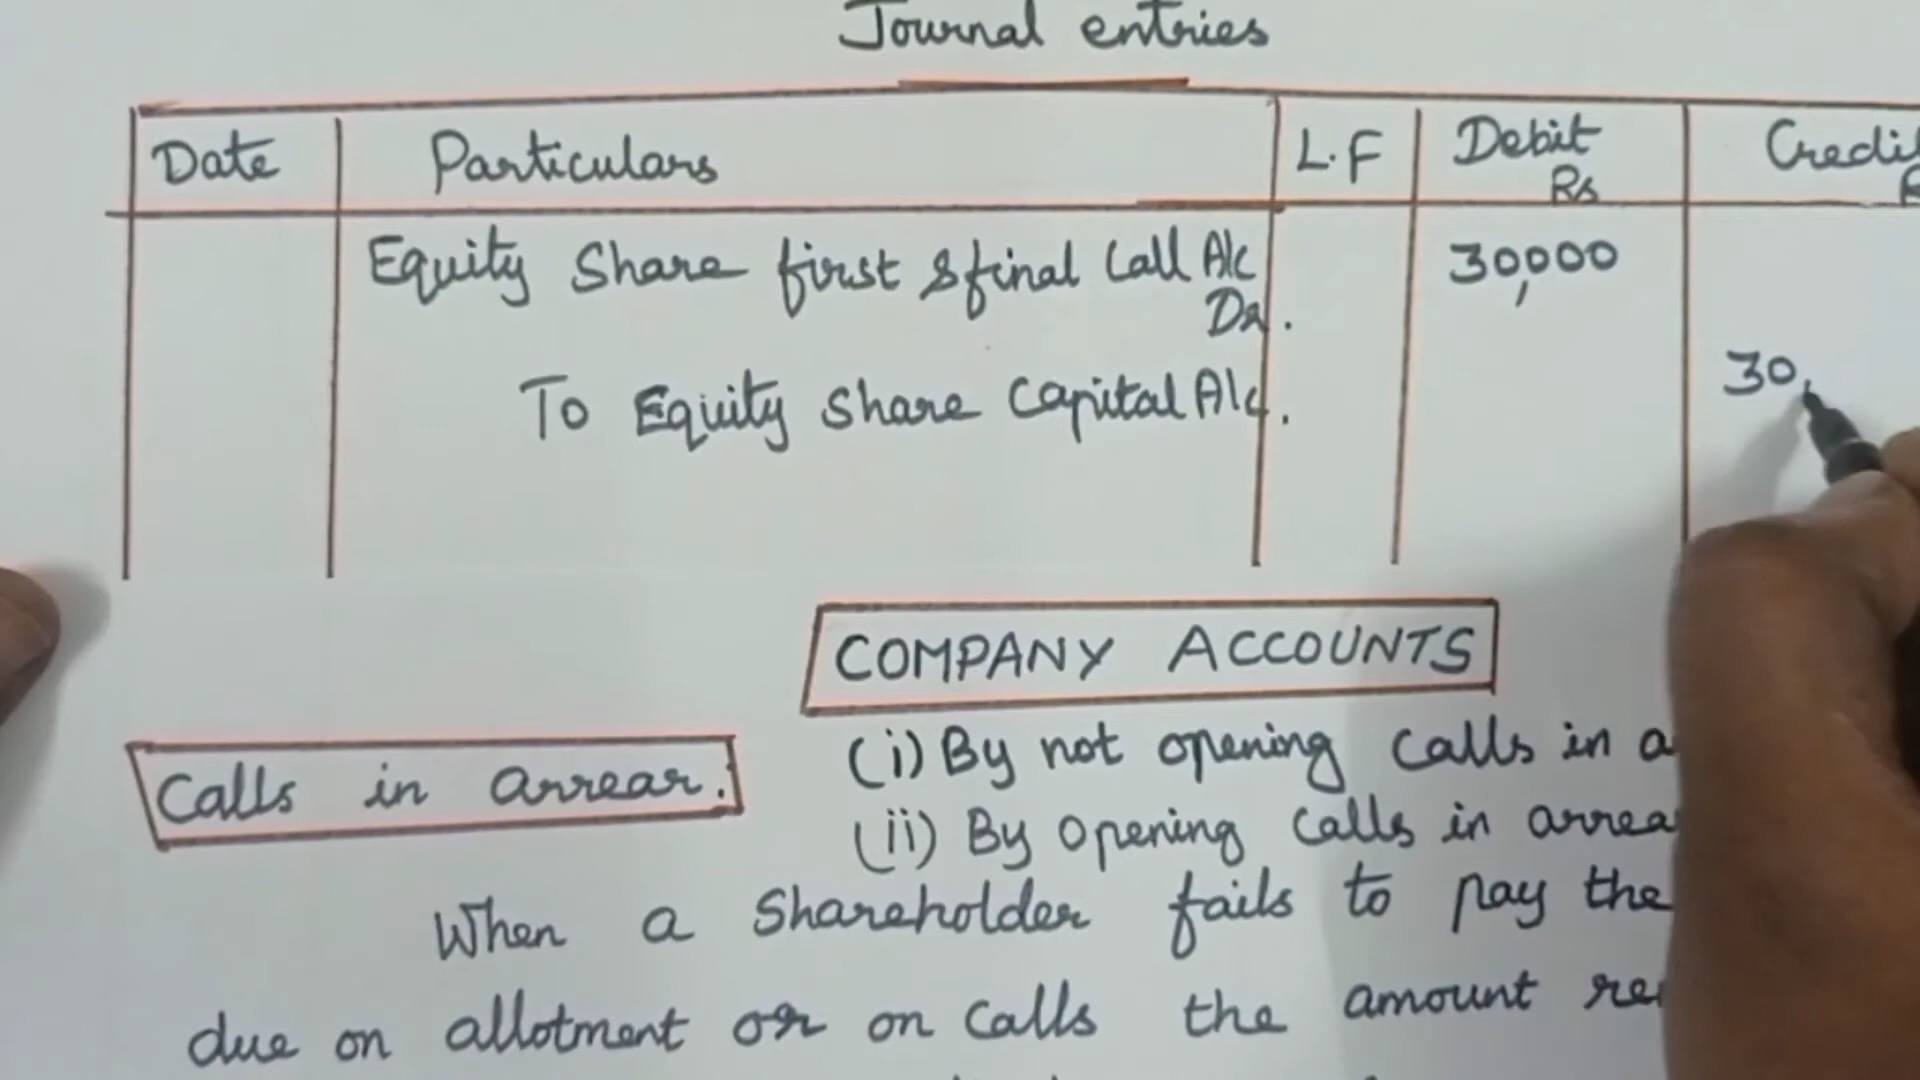 Journal entries
Date Particulars L.F Debit Rs Credit
Equity Share first & final Call A/c Dr. 30,000
To Equity Share Capital A/c. 30,
COMPANY ACCOUNTS
Calls in arrear.
(i) By not opening Calls in a
(ii) By opening Calls in arrea
When a Shareholder fails to pay the
due on allotment or on Calls the amount re